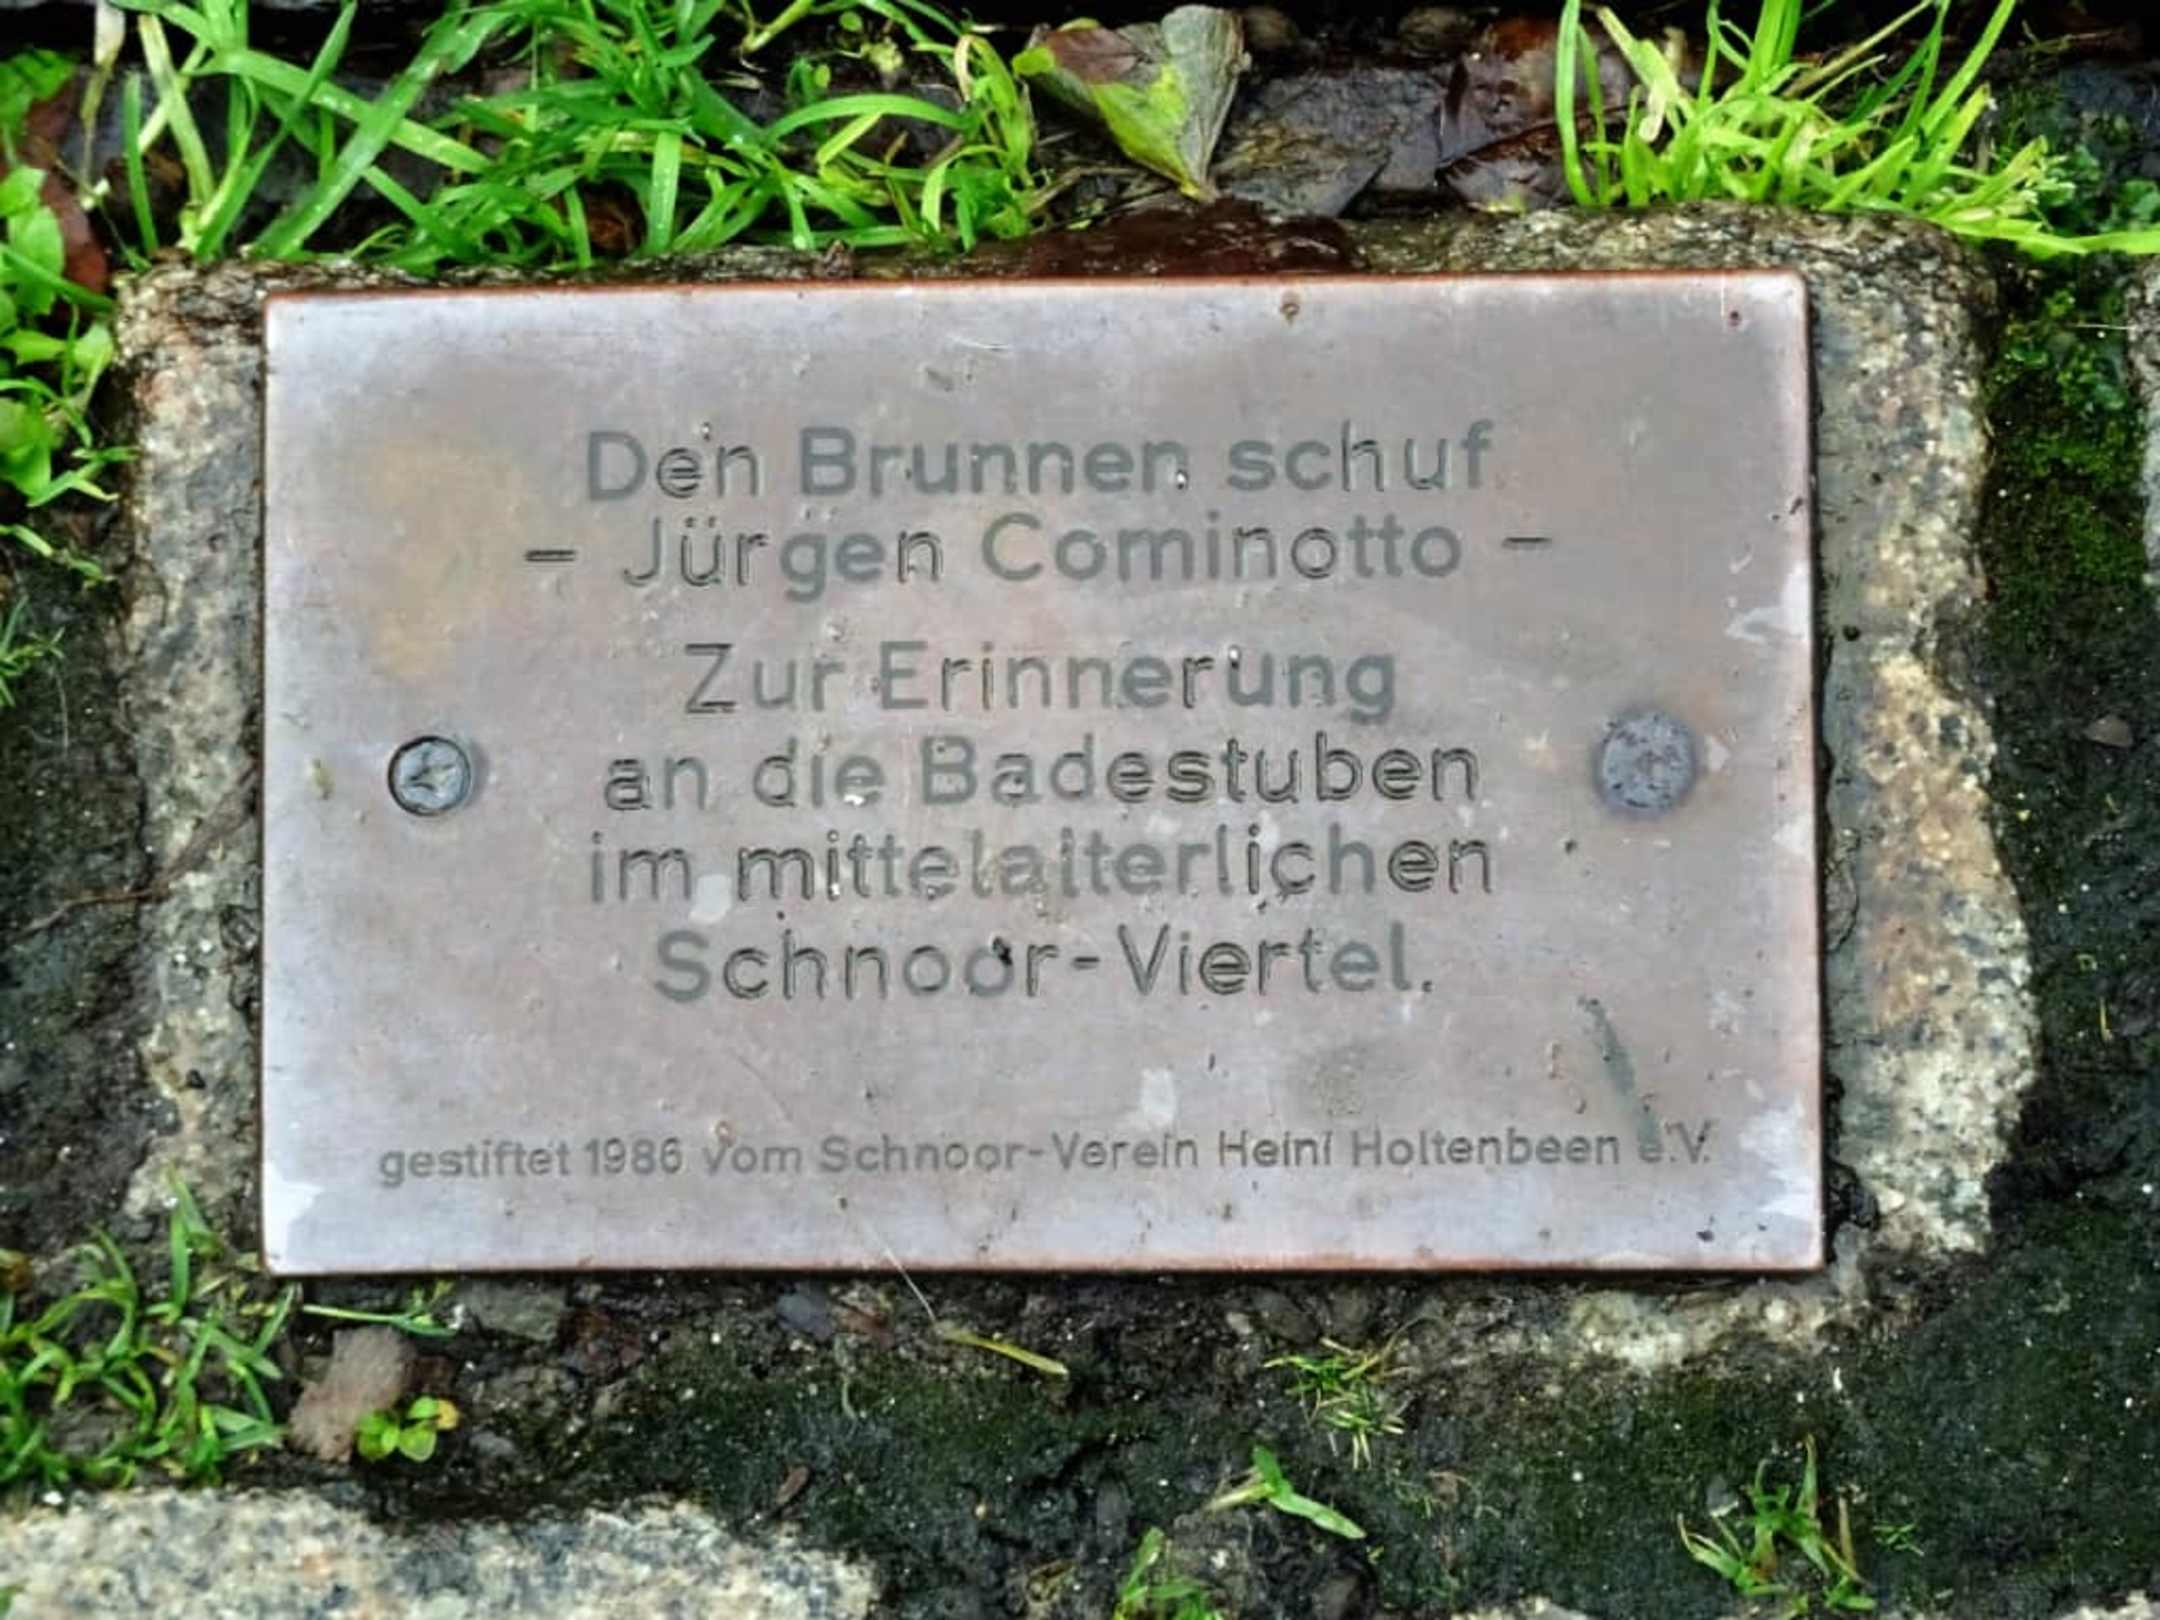 Den Brunnen schuf
– Jürgen Cominotto –
Zur Erinnerung
an die Badestuben
im mittelalterlichen
Schnoor-Viertel.
gestiftet 1986 vom Schnoor-Verein Heini Holtenbeen e.V.